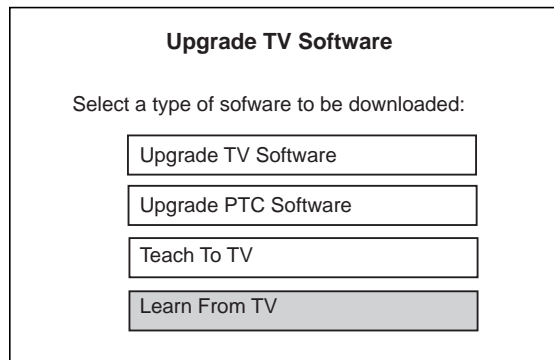 Upgrade TV Software
Select a type of sofware to be downloaded:
Upgrade TV Software
Upgrade PTC Software
Teach To TV
Learn From TV